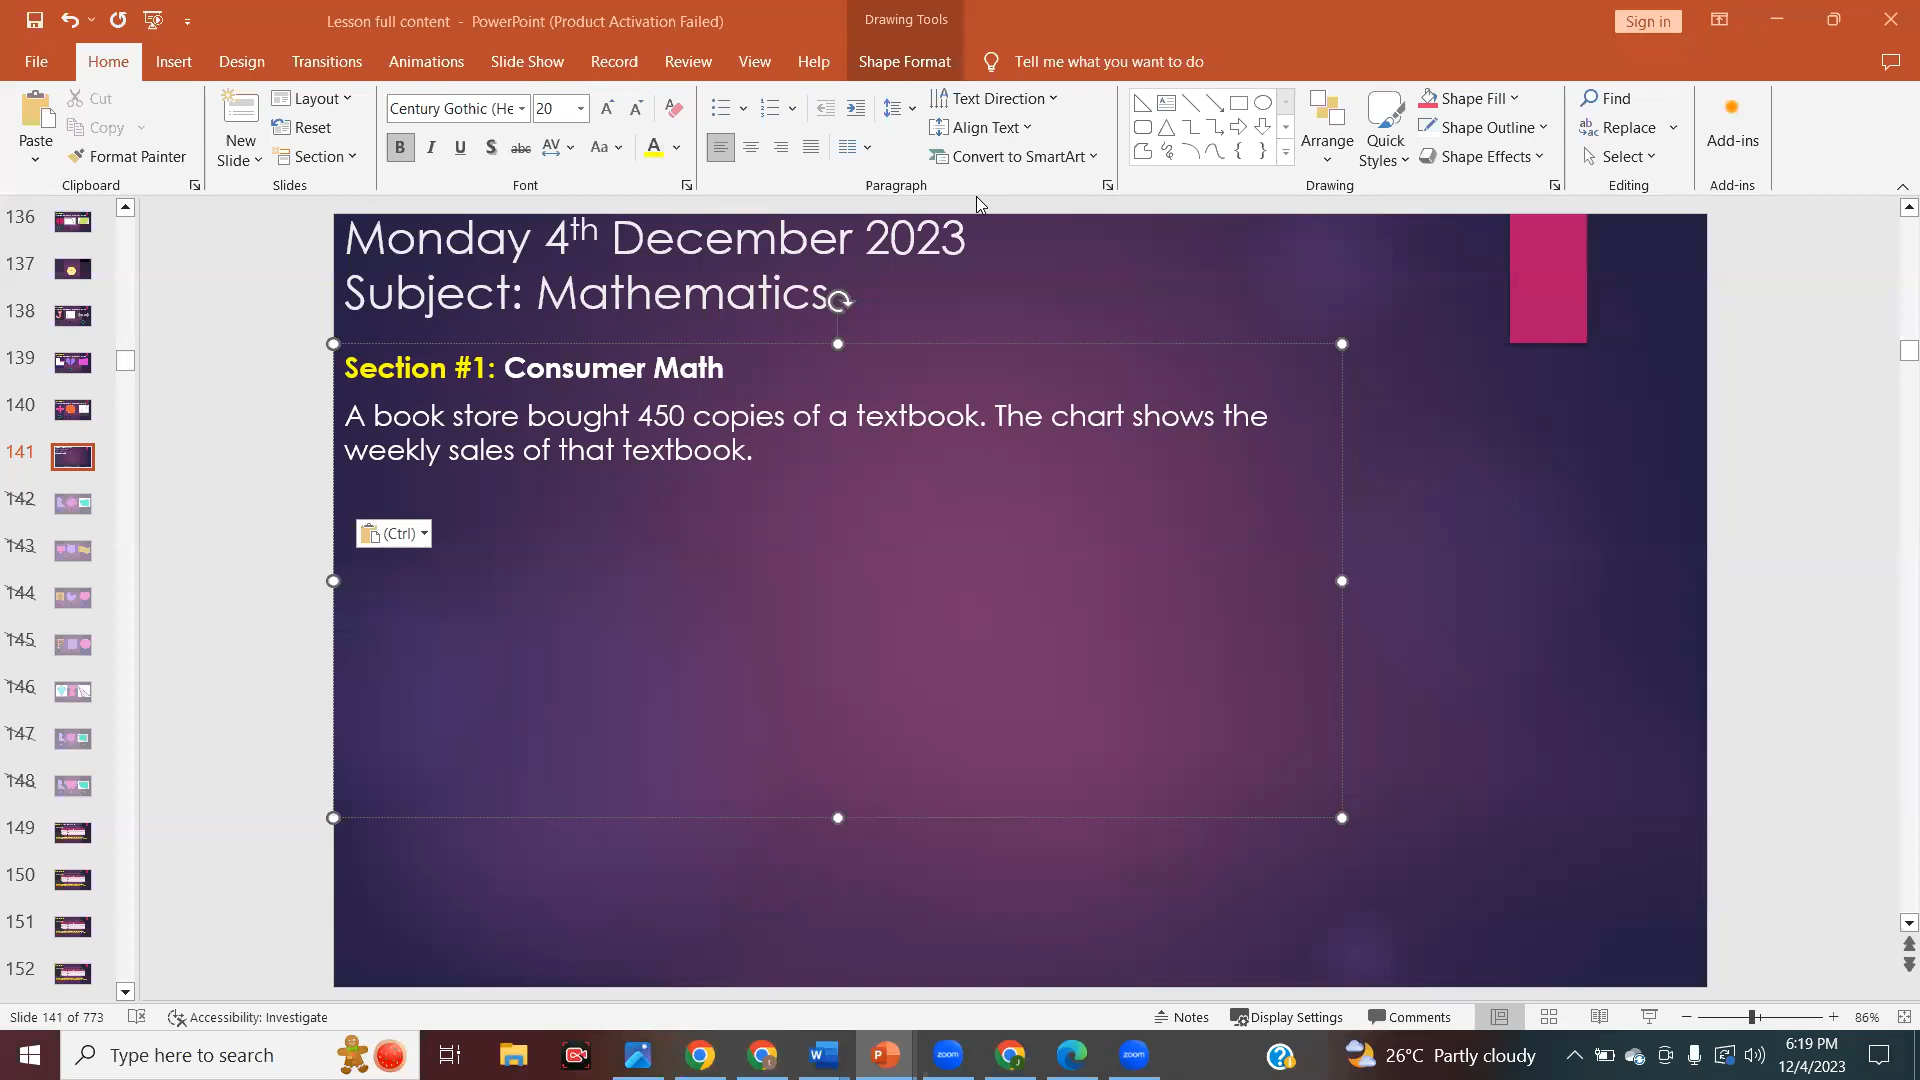 Lesson full content - PowerPoint (Product Activation Failed)
Drawing Tools
Sign in
File Home Insert Design Transitions Animations Slide Show Record Review View Help Shape Format Tell me what you want to do
Paste
Cut
Copy
Format Painter
Clipboard
New Slide
Layout
Reset
Section
Slides
Century Gothic (He 20
B I U S abc AV Aa A
Font
Text Direction
Align Text
Convert to SmartArt
Paragraph
Arrange
Quick Styles
Shape Fill
Shape Outline
Shape Effects
Drawing
Find
Replace
Select
Editing
Add-ins
Add-ins
136
137
138
139
140
141
142
143
144
145
146
147
148
149
150
151
152
Monday 4th December 2023
Subject: Mathematics
Section #1: Consumer Math
A book store bought 450 copies of a textbook. The chart shows the
weekly sales of that textbook.
(Ctrl)
Slide 141 of 773 Accessibility: Investigate Notes Display Settings Comments 86%
Type here to search
zoom
zoom
26°C Partly cloudy
6:19 PM
12/4/2023